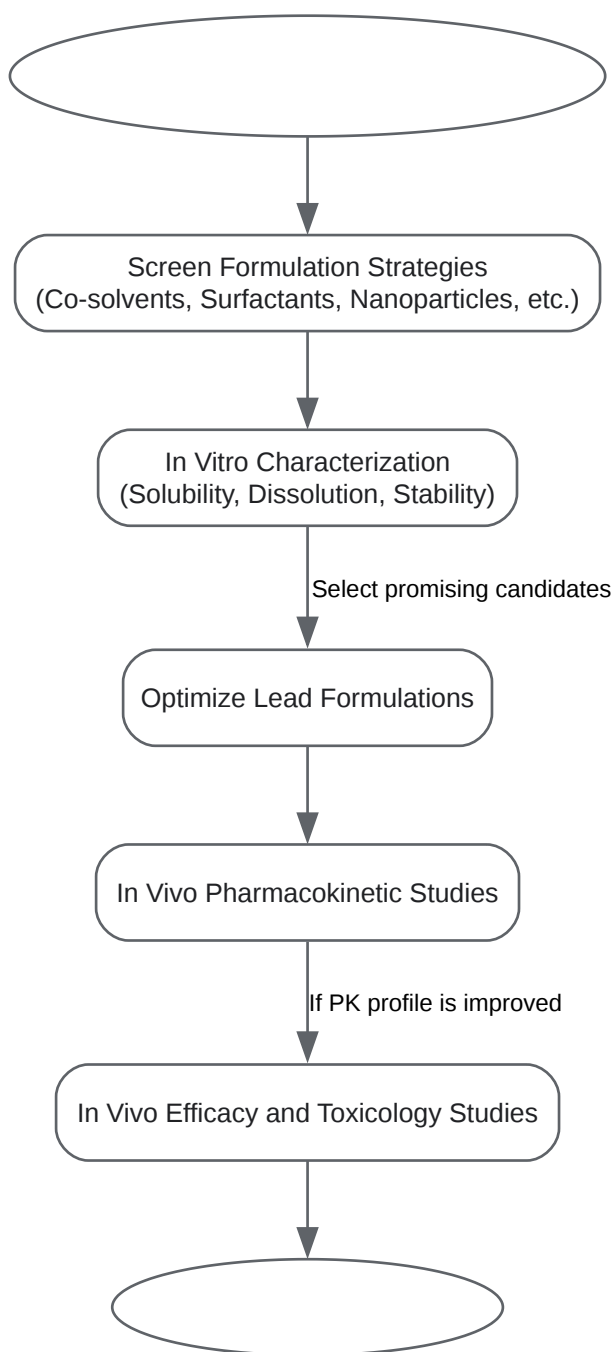 Screen Formulation Strategies
(Co-solvents, Surfactants, Nanoparticles, etc.)
In Vitro Characterization
(Solubility, Dissolution, Stability)
Select promising candidates
Optimize Lead Formulations
In Vivo Pharmacokinetic Studies
If PK profile is improved
In Vivo Efficacy and Toxicology Studies